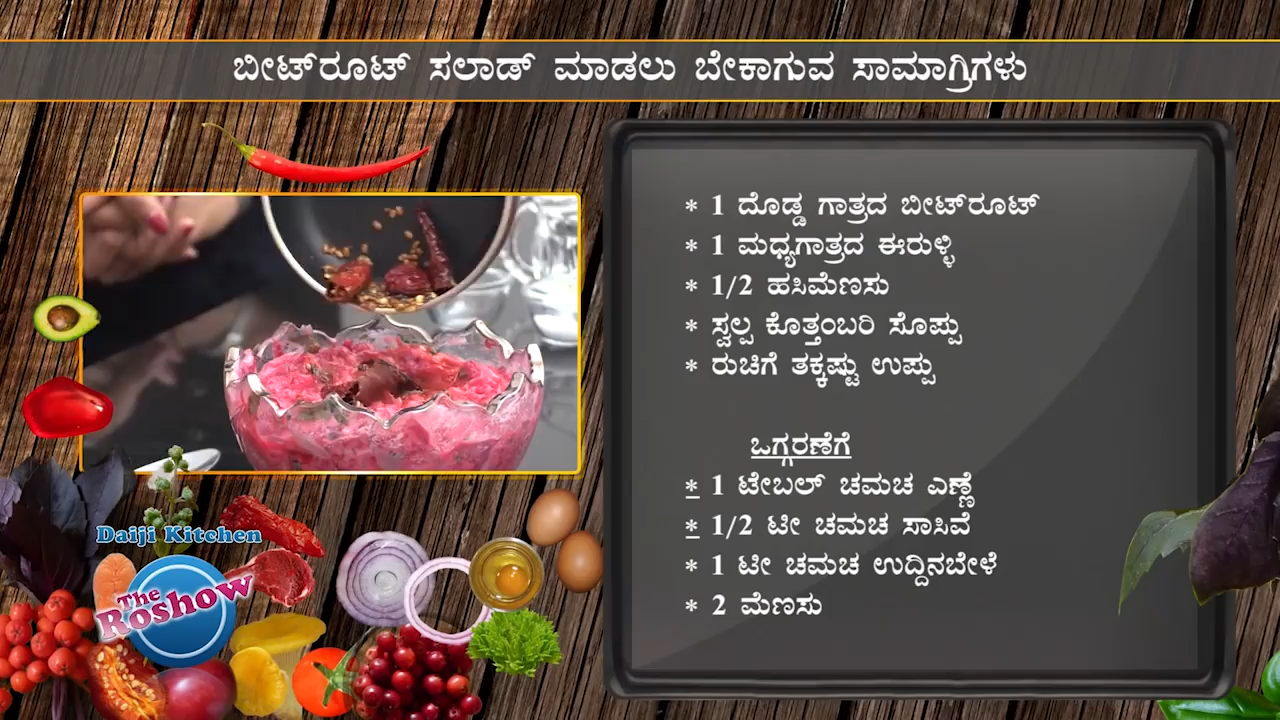 ಬೀಟ್‌ರೂಟ್ ಸಲಾಡ್ ಮಾಡಲು ಬೇಕಾಗುವ ಸಾಮಾಗ್ರಿಗಳು
* 1 ದೊಡ್ಡ ಗಾತ್ರದ ಬೀಟ್‌ರೂಟ್
* 1 ಮಧ್ಯಗಾತ್ರದ ಈರುಳ್ಳಿ
* 1/2 ಹಸಿಮೆಣಸು
* ಸ್ವಲ್ಪ ಕೊತ್ತಂಬರಿ ಸೊಪ್ಪು
* ರುಚಿಗೆ ತಕ್ಕಷ್ಟು ಉಪ್ಪು
ಒಗ್ಗರಣೆಗೆ
* 1 ಟೇಬಲ್ ಚಮಚ ಎಣ್ಣೆ
* 1/2 ಟೀ ಚಮಚ ಸಾಸಿವೆ
* 1 ಟೀ ಚಮಚ ಉದ್ದಿನಬೇಳೆ
* 2 ಮೆಣಸು
Daiji Kitchen
The
Roshow